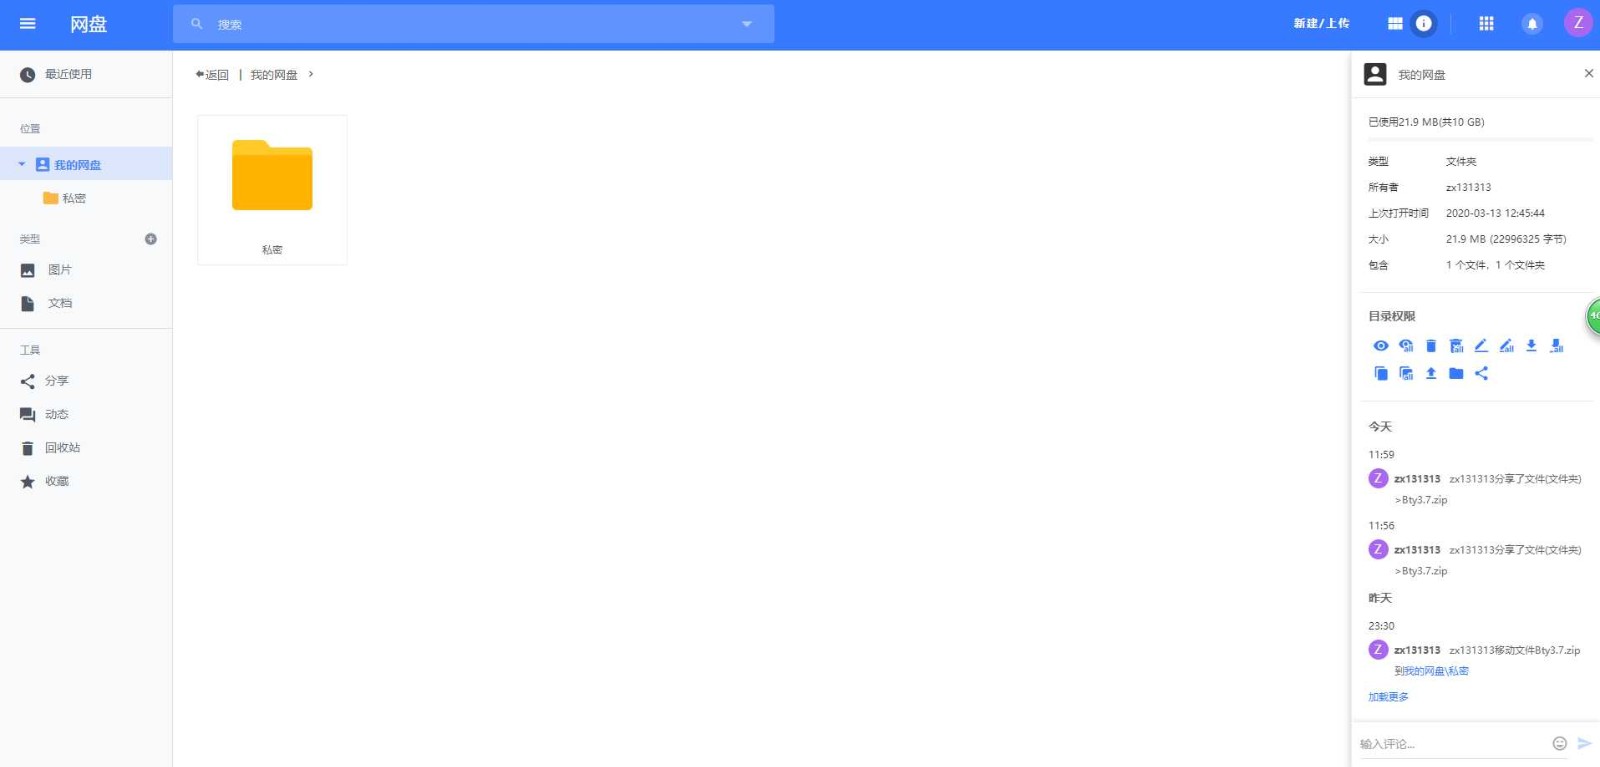 网盘
搜索
新建/上传
Z
最近使用
位置
我的网盘
私密
类型
图片
文档
工具
分享
动态
回收站
收藏
返回 | 我的网盘 >
私密
我的网盘
已使用21.9 MB(共10 GB)
类型 文件夹
所有者 zx131313
上次打开时间 2020-03-13 12:45:44
大小 21.9 MB (22996325 字节)
包含 1 个文件，1 个文件夹
目录权限
今天
11:59
Z zx131313 zx131313分享了文件(文件夹)
>Bty3.7.zip
11:56
Z zx131313 zx131313分享了文件(文件夹)
>Bty3.7.zip
昨天
23:30
Z zx131313 zx131313移动文件Bty3.7.zip
到我的网盘\私密
加载更多
输入评论...